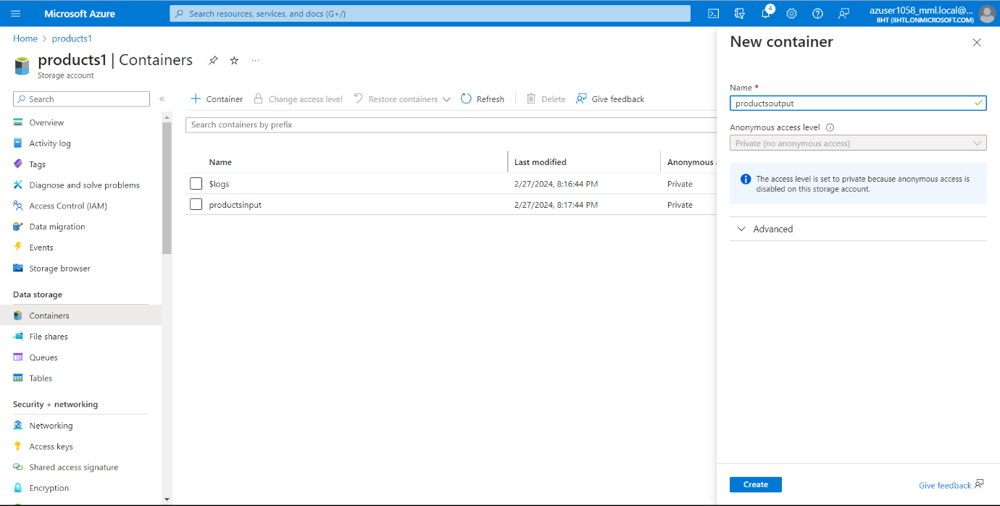 Microsoft Azure
Search resources, services, and docs (G+/)
4
azuser1058_mml.local@...
IIHT (IIHTL.ONMICROSOFT.COM)
Home > products1
products1 | Containers
...
Storage account
Search
«
Overview
Activity log
Tags
Diagnose and solve problems
Access Control (IAM)
Data migration
Events
Storage browser
Data storage
Containers
File shares
Queues
Tables
Security + networking
Networking
Access keys
Shared access signature
Encryption
+ Container Change access level Restore containers Refresh Delete Give feedback
Search containers by prefix
Name Last modified Anonymous
$logs 2/27/2024, 8:16:44 PM Private
productsinput 2/27/2024, 8:17:44 PM Private
New container
Name *
productsoutput
Anonymous access level
Private (no anonymous access)
The access level is set to private because anonymous access is
disabled on this storage account.
Advanced
Create
Give feedback